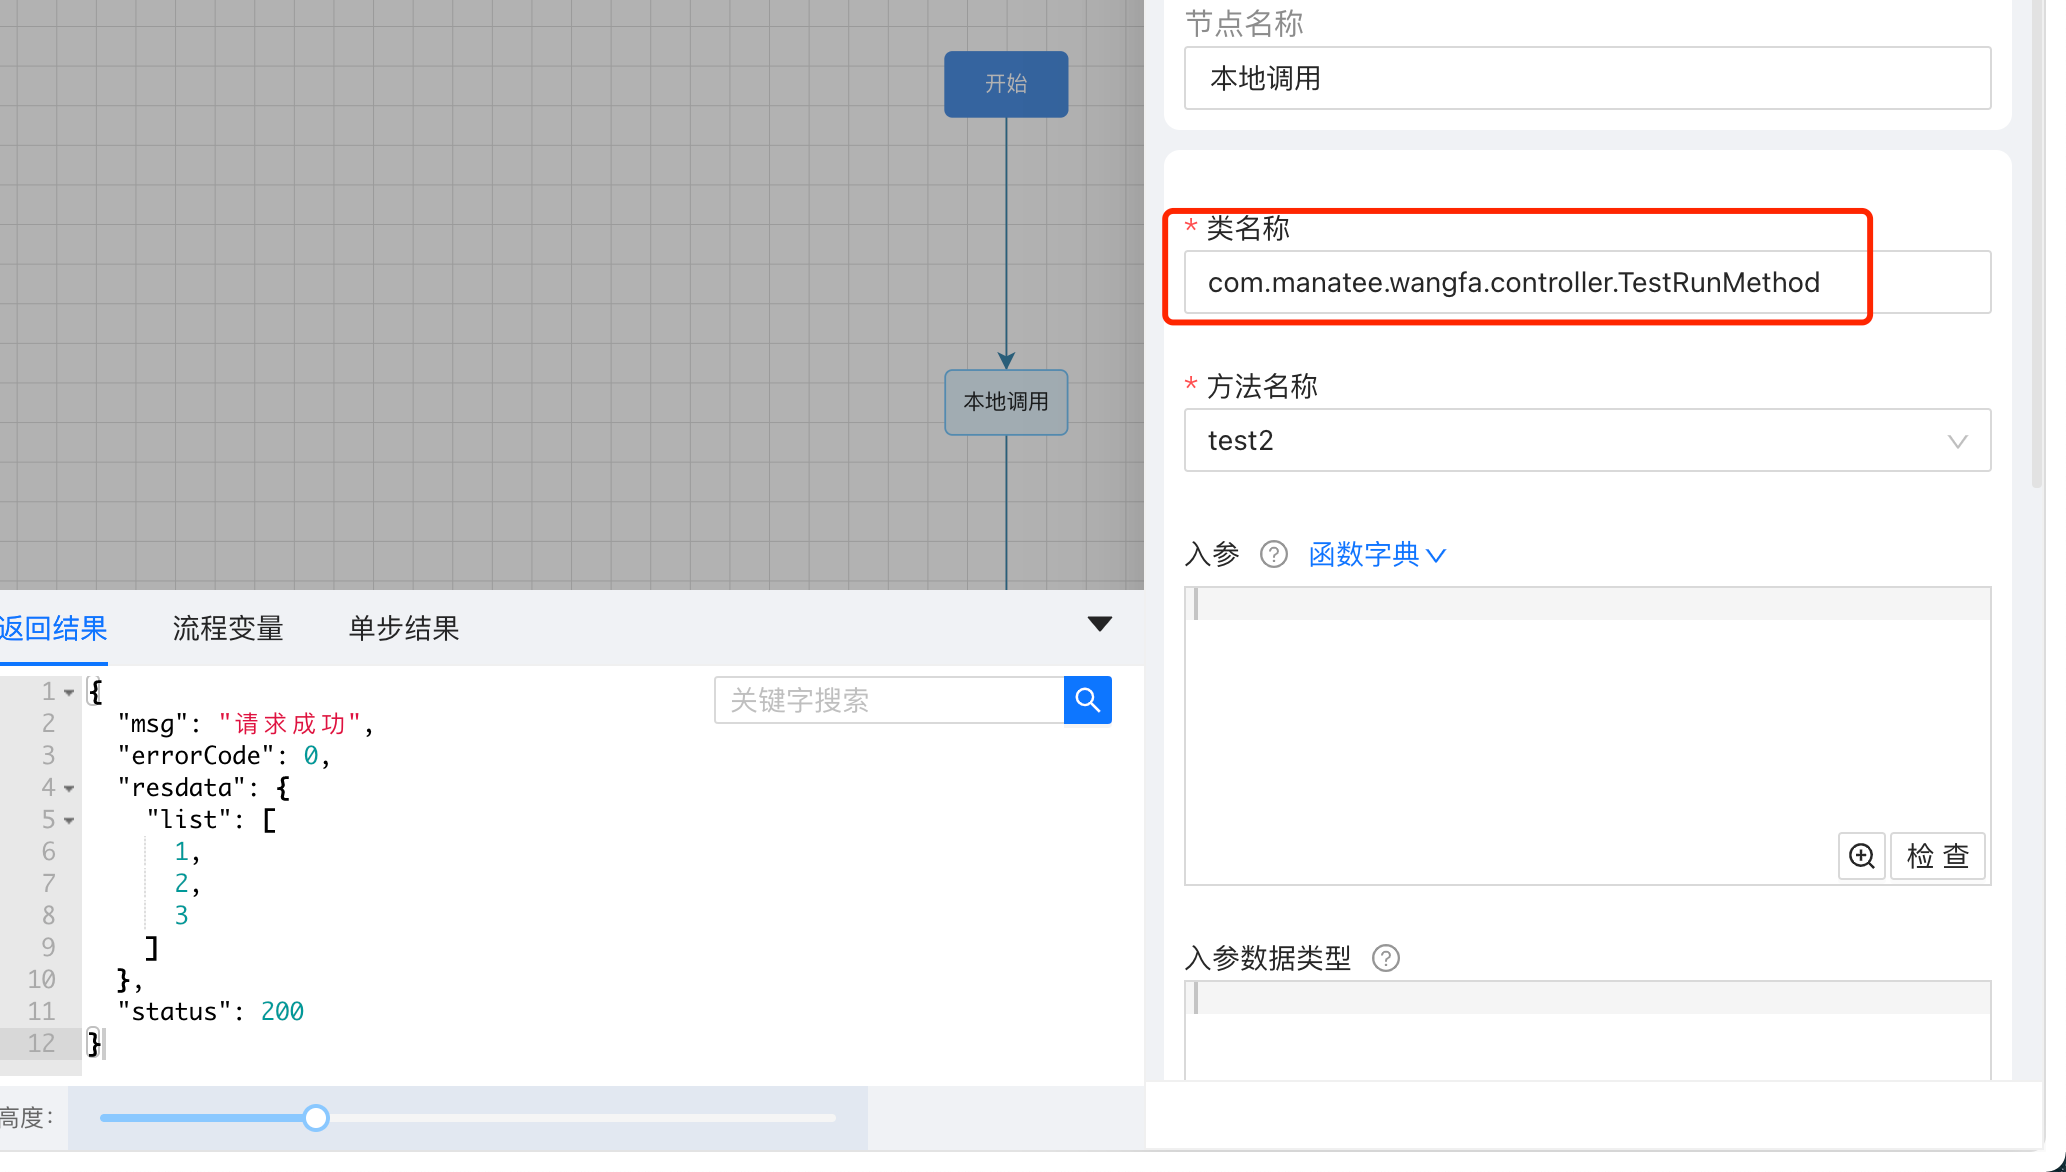 开始
本地调用
节点名称
本地调用
* 类名称
com.manatee.wangfa.controller.TestRunMethod
* 方法名称
test2
入参 ? 函数字典
检 查
入参数据类型 ?
返回结果 流程变量 单步结果
关键字搜索
1 {
2 "msg": "请求成功",
3 "errorCode": 0,
4 "resdata": {
5 "list": [
6 1,
7 2,
8 3
9 ]
10 },
11 "status": 200
12 }
高度: